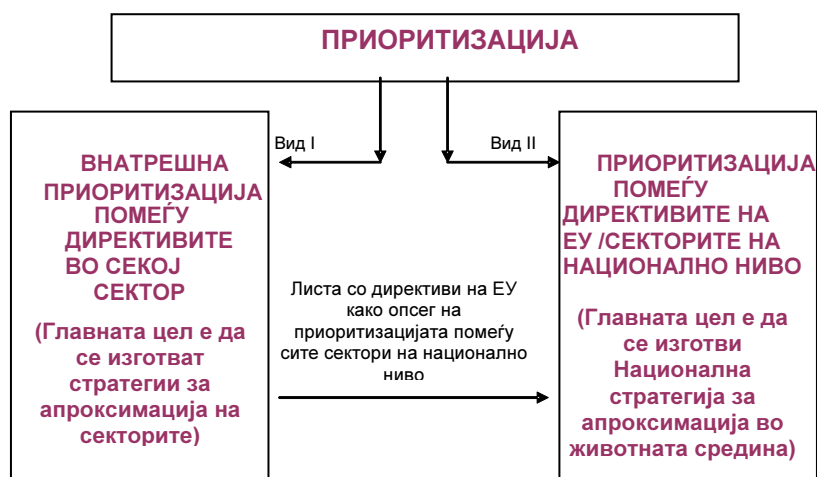 ПРИОРИТИЗАЦИЈА
Вид I
Вид II
ВНАТРЕШНА
ПРИОРИТИЗАЦИЈА
ПОМЕЃУ
ДИРЕКТИВИТЕ
ВО СЕКОЈ
СЕКТОР
(Главната цел е да
се изготват
стратегии за
апроксимација на
секторите)
Листа со директиви на ЕУ
како опсег на
приоритизацијата помеѓу
сите сектори на национално
ниво
ПРИОРИТИЗАЦИЈА
ПОМЕЃУ
ДИРЕКТИВИТЕ НА
ЕУ /СЕКТОРИТЕ НА
НАЦИОНАЛНО НИВО
(Главната цел е да
се изготви
Национална
стратегија за
апроксимација во
животната средина)